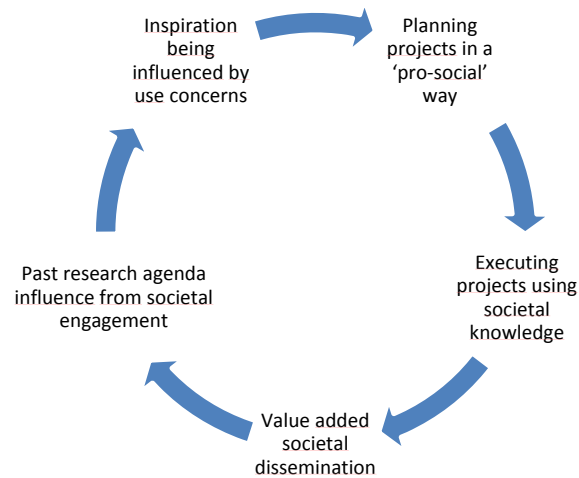 Inspiration
being
influenced by
use concerns
Planning
projects in a
‘pro-social’
way
Executing
projects using
societal
knowledge
Value added
societal
dissemination
Past research agenda
influence from societal
engagement